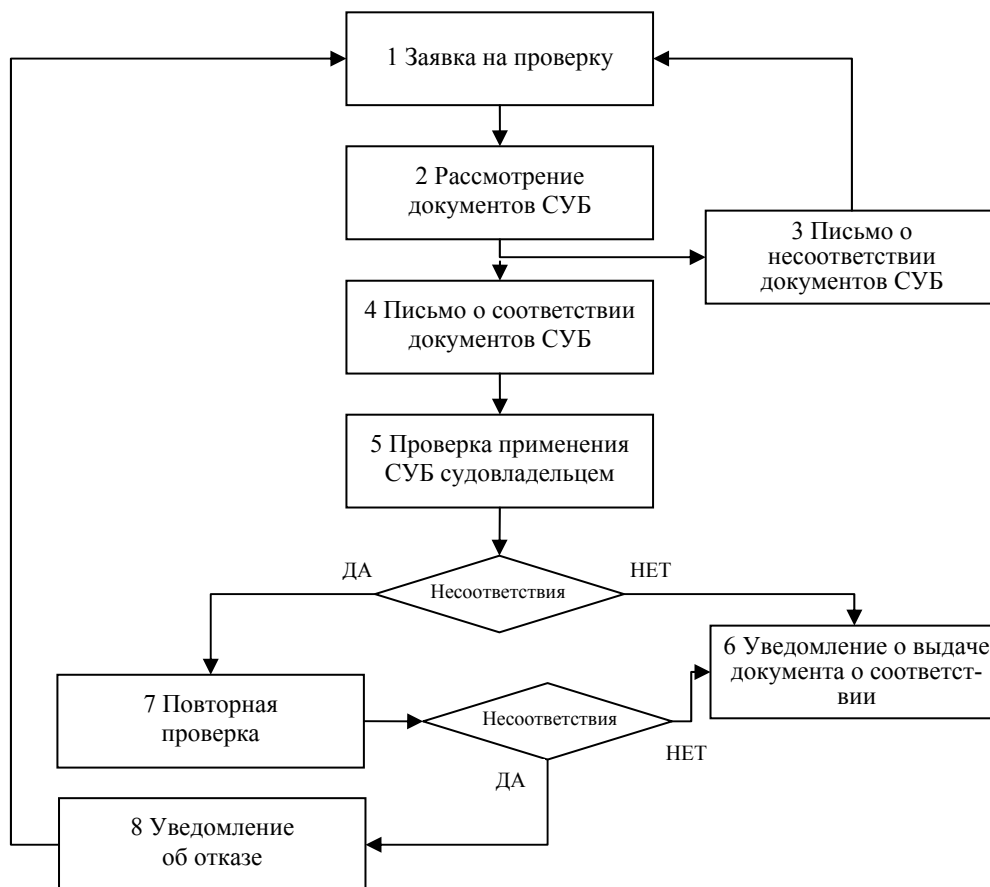 1 Заявка на проверку
2 Рассмотрение
документов СУБ
3 Письмо о
несоответствии
документов СУБ
4 Письмо о соответствии
документов СУБ
5 Проверка применения
СУБ судовладельцем
ДА
НЕТ
Несоответствия
6 Уведомление о выдаче
документа о соответст-
вии
7 Повторная
проверка
Несоответствия
НЕТ
ДА
8 Уведомление
об отказе